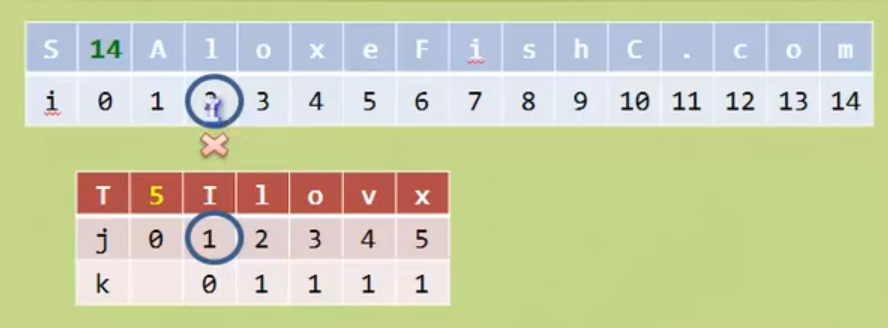 S 14 A l o x e F i s h C . c o m
i 0 1 3 4 5 6 7 8 9 10 11 12 13 14
T 5 I l o v x
j 0 1 2 3 4 5
k 0 1 1 1 1